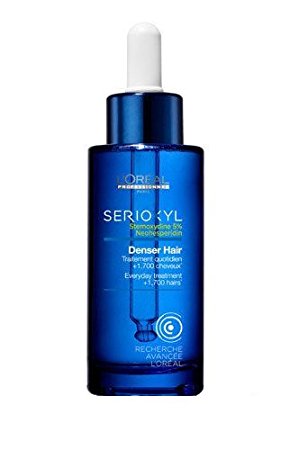 L'ORÉAL
PROFESSIONNEL
PARIS
SERIOXYL
Stemoxydine 5%
Neohesperidin
Denser Hair
Traitement quotidien
+1,700 cheveux*
Everyday treatment
+1,700 hairs*
RECHERCHE
AVANCÉE
L'ORÉAL